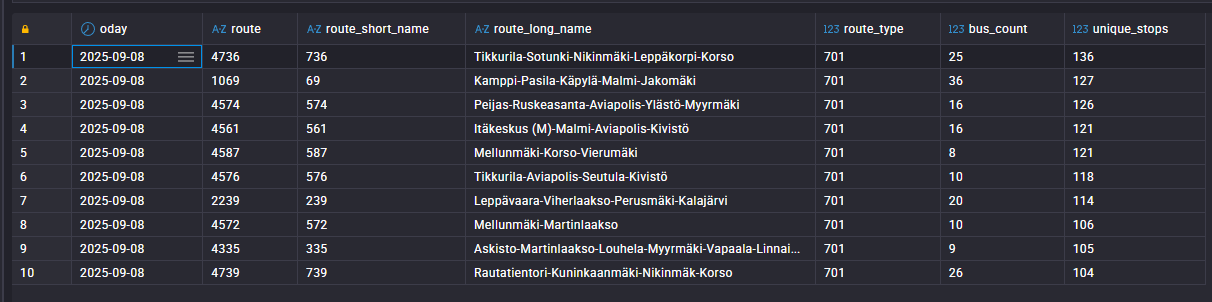 oday A-Z route A-Z route_short_name A-Z route_long_name 123 route_type 123 bus_count 123 unique_stops
1 2025-09-08 4736 736 Tikkurila-Sotunki-Nikinmäki-Leppäkorpi-Korso 701 25 136
2 2025-09-08 1069 69 Kamppi-Pasila-Käpylä-Malmi-Jakomäki 701 36 127
3 2025-09-08 4574 574 Peijas-Ruskeasanta-Aviapolis-Ylästö-Myyrmäki 701 16 126
4 2025-09-08 4561 561 Itäkeskus (M)-Malmi-Aviapolis-Kivistö 701 16 121
5 2025-09-08 4587 587 Mellunmäki-Korso-Vierumäki 701 8 121
6 2025-09-08 4576 576 Tikkurila-Aviapolis-Seutula-Kivistö 701 10 118
7 2025-09-08 2239 239 Leppävaara-Viherlaakso-Perusmäki-Kalajärvi 701 20 114
8 2025-09-08 4572 572 Mellunmäki-Martinlaakso 701 10 106
9 2025-09-08 4335 335 Askisto-Martinlaakso-Louhela-Myyrmäki-Vapaala-Linnai... 701 9 105
10 2025-09-08 4739 739 Rautatientori-Kuninkaanmäki-Nikinmäk-Korso 701 26 104